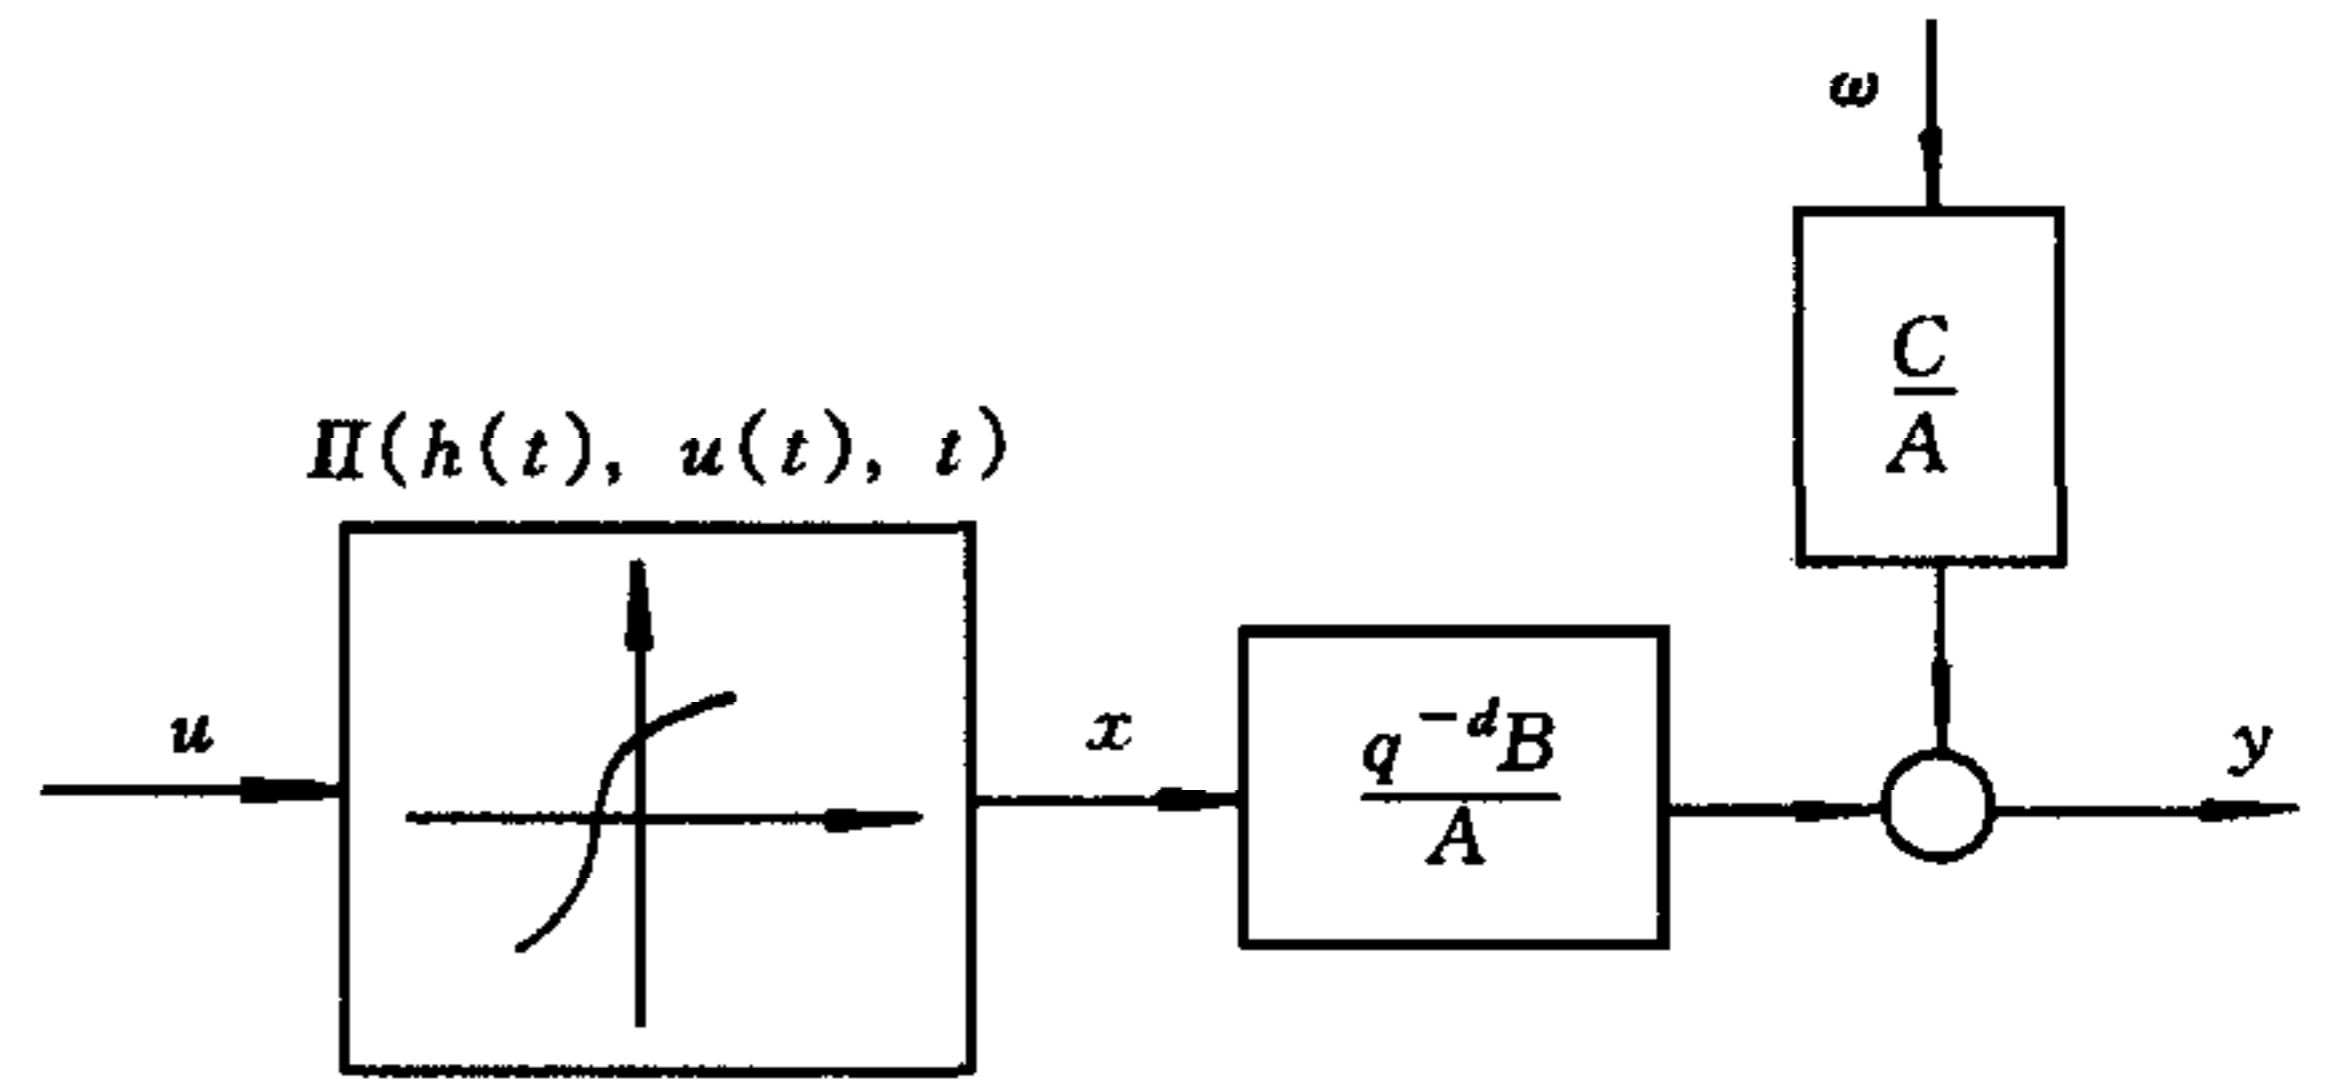 ω
C
A
Π(h(t), u(t), t)
u
x
q^{-d}B
A
y